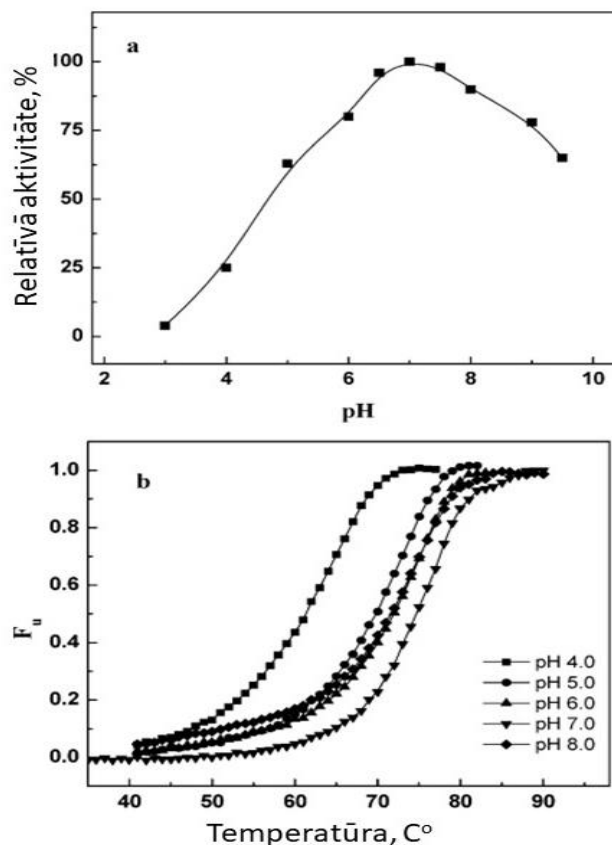 a
Relatīvā aktivitāte, %
100
75
50
25
0
2 4 6 8 10
pH
b
F u
1.0
0.8
0.6
0.4
0.2
0.0
pH 4.0
pH 5.0
pH 6.0
pH 7.0
pH 8.0
40 50 60 70 80 90
Temperatūra, Cº